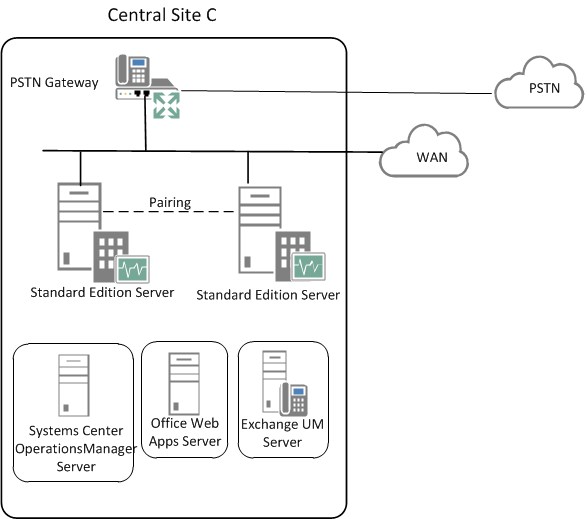 Central Site C
PSTN Gateway
PSTN
WAN
Pairing
Standard Edition Server
Standard Edition Server
Systems Center
OperationsManager
Server
Office Web
Apps Server
Exchange UM
Server